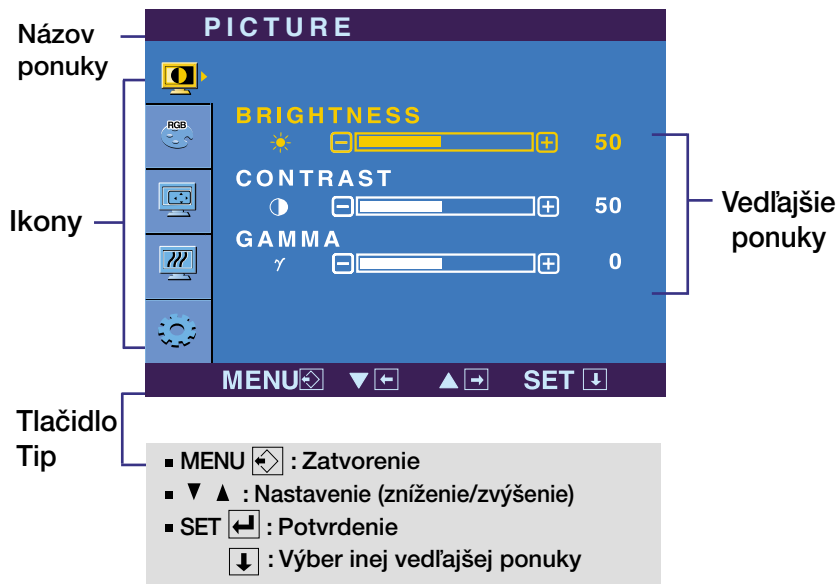 Názov
ponuky
PICTURE
RGB
BRIGHTNESS
50
CONTRAST
50
GAMMA
γ 0
Ikony
Vedľajšie
ponuky
MENU ▼ ← ▲ → SET ↓
Tlačidlo
Tip
▪ MENU : Zatvorenie
▪ ▼ ▲ : Nastavenie (zníženie/zvýšenie)
▪ SET ↵ : Potvrdenie
↓ : Výber inej vedľajšej ponuky